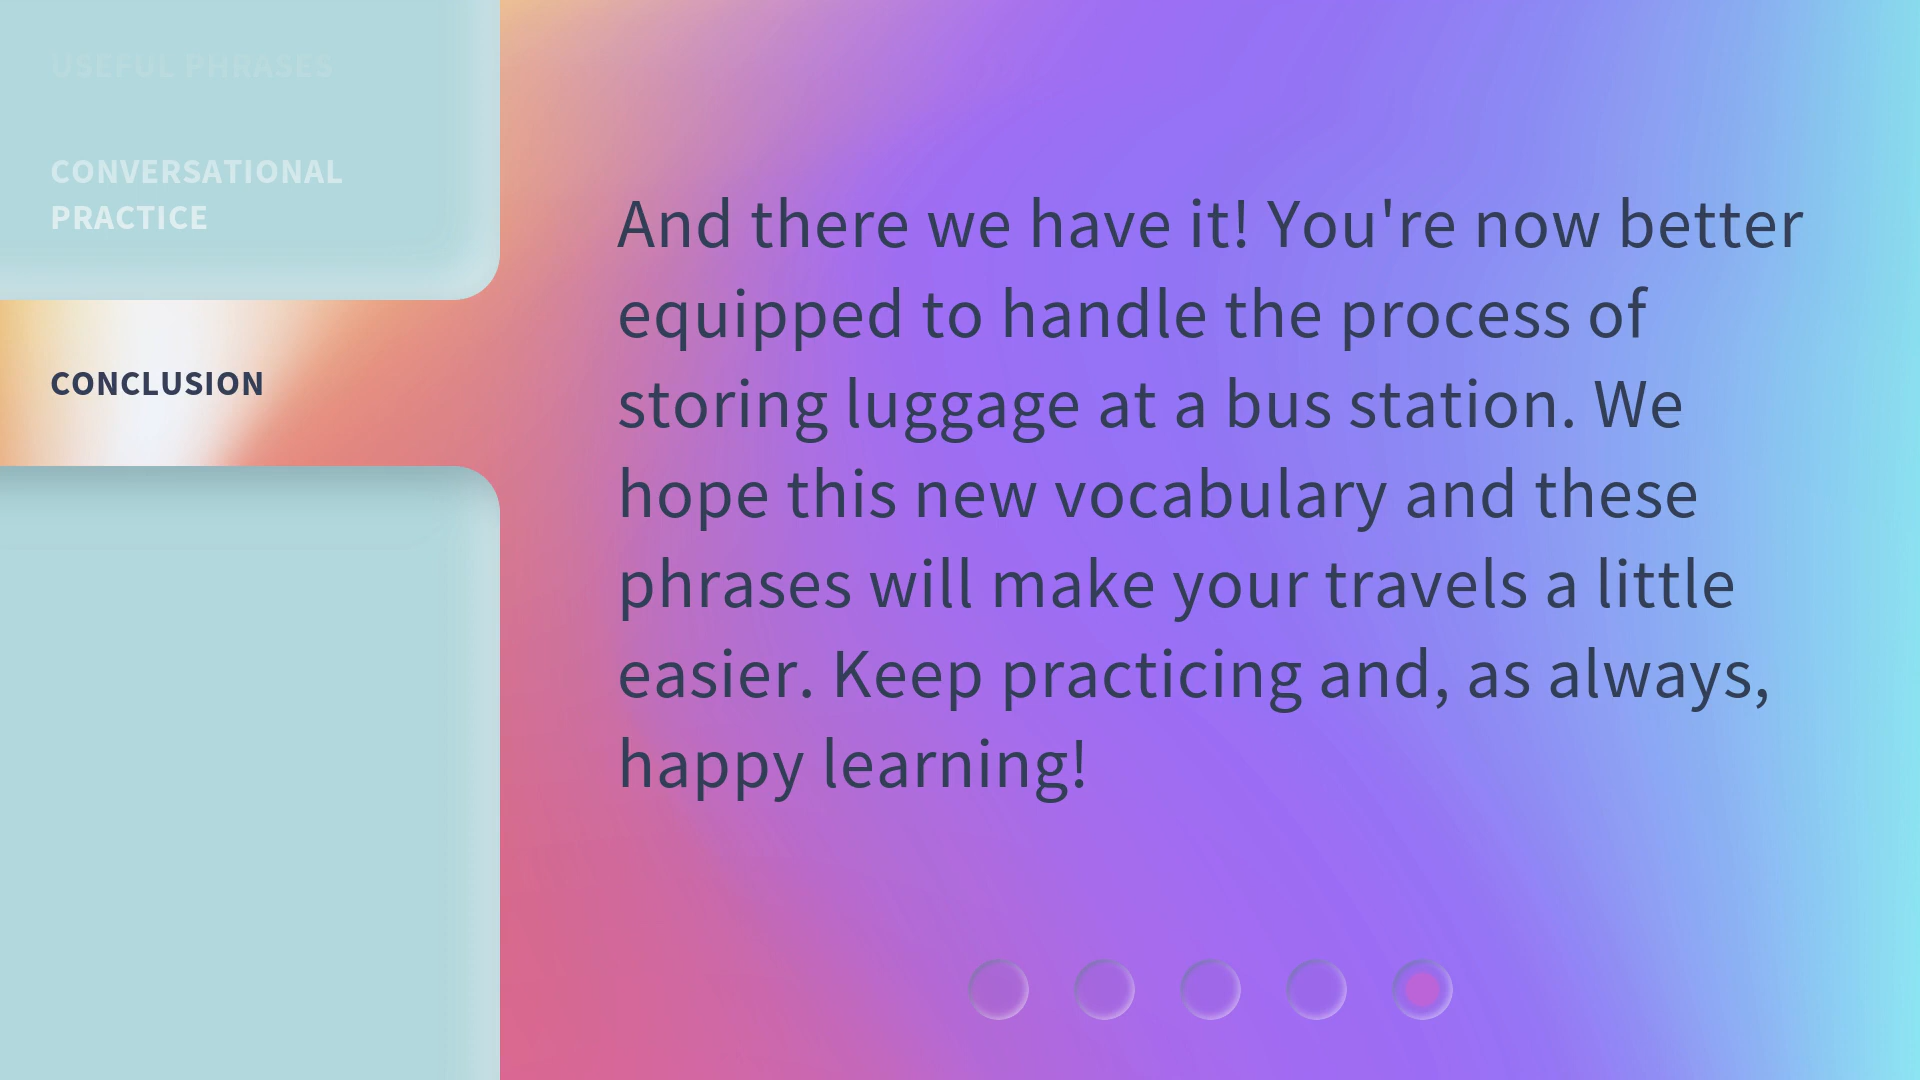 USEFUL PHRASES
CONVERSATIONAL
PRACTICE
CONCLUSION
And there we have it! You're now better
equipped to handle the process of
storing luggage at a bus station. We
hope this new vocabulary and these
phrases will make your travels a little
easier. Keep practicing and, as always,
happy learning!